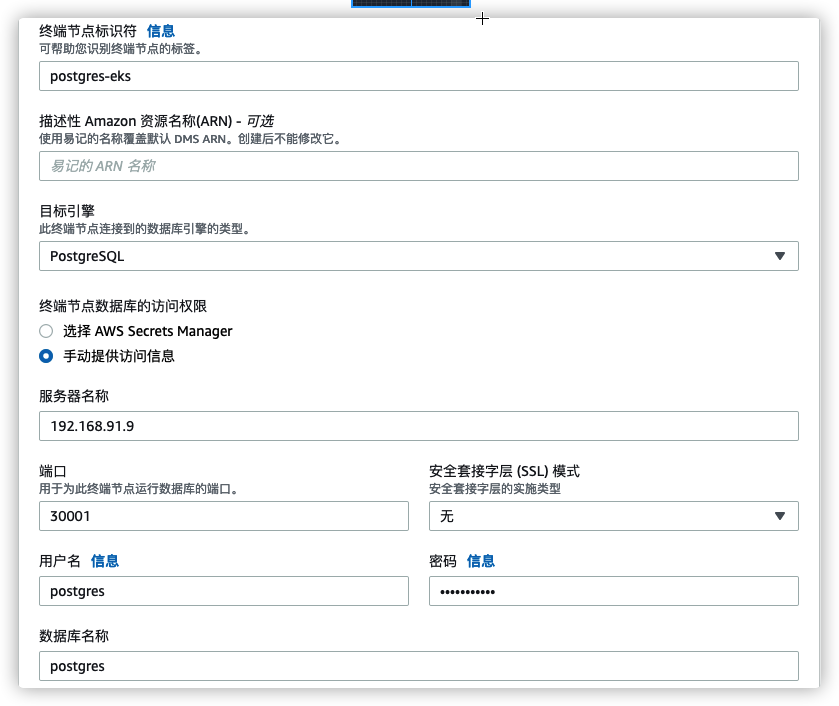 终端节点标识符 信息
可帮助您识别终端节点的标签。
postgres-eks
描述性 Amazon 资源名称(ARN) - 可选
使用易记的名称覆盖默认 DMS ARN。创建后不能修改它。
易记的 ARN 名称
目标引擎
此终端节点连接到的数据库引擎的类型。
PostgreSQL
终端节点数据库的访问权限
选择 AWS Secrets Manager
手动提供访问信息
服务器名称
192.168.91.9
端口
用于为此终端节点运行数据库的端口。
30001
安全套接字层 (SSL) 模式
安全套接字层的实施类型
无
用户名 信息
postgres
密码 信息
•••••••••••
数据库名称
postgres